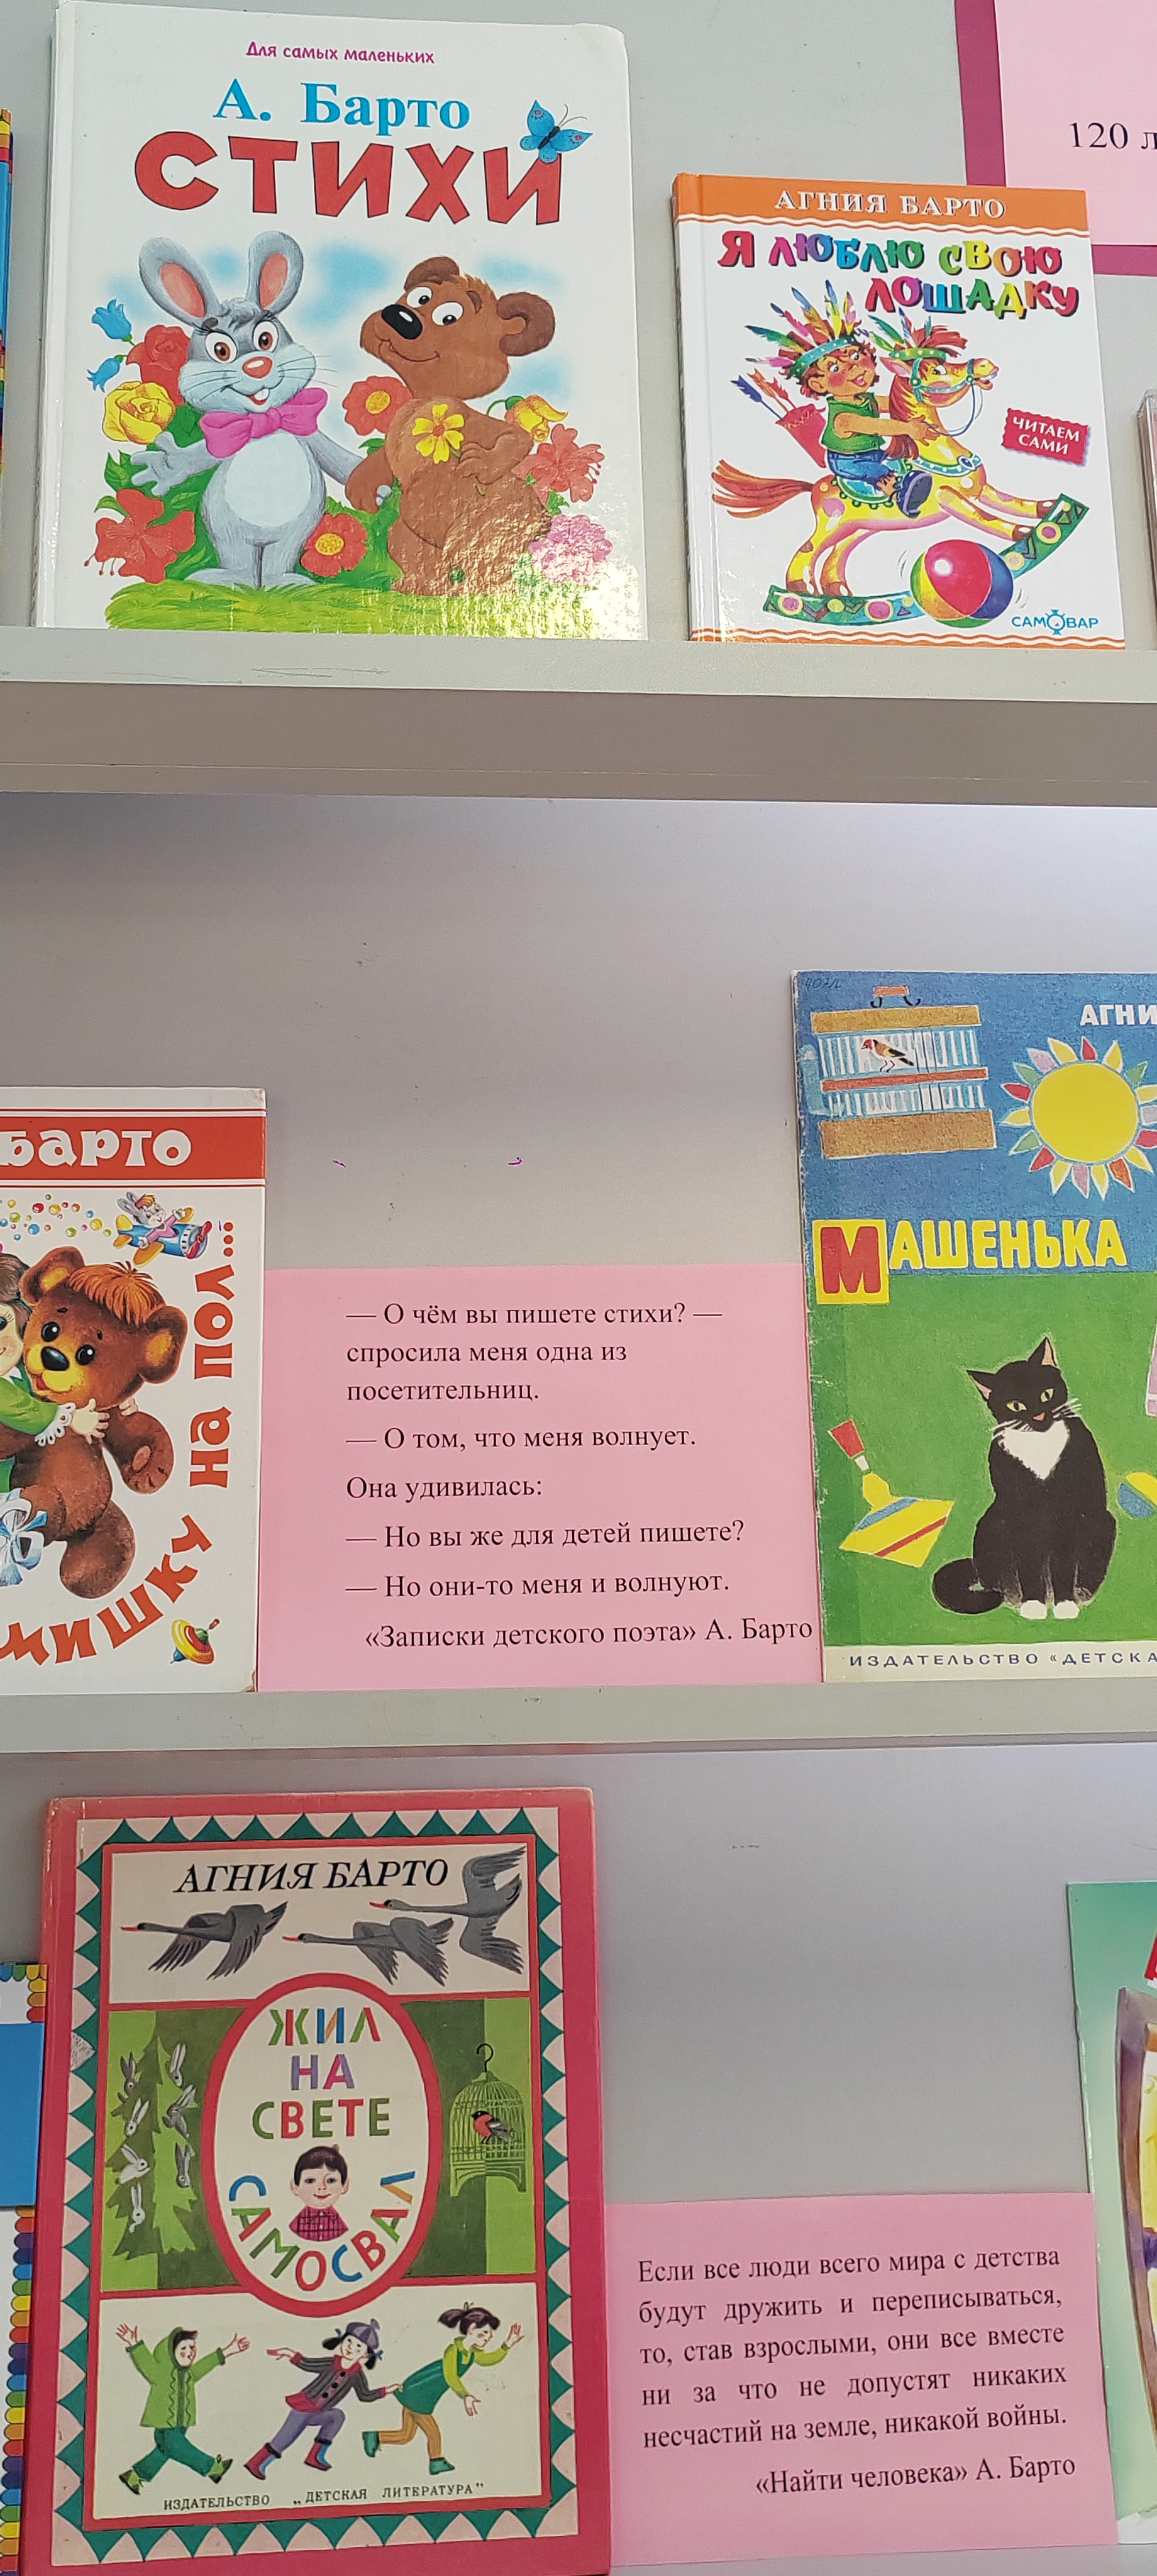 Для самых маленьких
А. Барто
СТИХИ
АГНИЯ БАРТО
Я ЛЮБЛЮ СВОЮ
ЛОШАДКУ
ЧИТАЕМ
САМИ
САМОВАР
120
БАРТО
МИШКУ НА ПОЛ...
— О чём вы пишете стихи? —
спросила меня одна из
посетительниц.
— О том, что меня волнует.
Она удивилась:
— Но вы же для детей пишете?
— Но они-то меня и волнуют.
«Записки детского поэта» А. Барто
АГНИ
МАШЕНЬКА
ИЗДАТЕЛЬСТВО «ДЕТСКА
АГНИЯ БАРТО
ЖИЛ
НА
СВЕТЕ
САМОСВАЛ
ИЗДАТЕЛЬСТВО „ДЕТСКАЯ ЛИТЕРАТУРА"
Если все люди всего мира с детства
будут дружить и переписываться,
то, став взрослыми, они все вместе
ни за что не допустят никаких
несчастий на земле, никакой войны.
«Найти человека» А. Барто